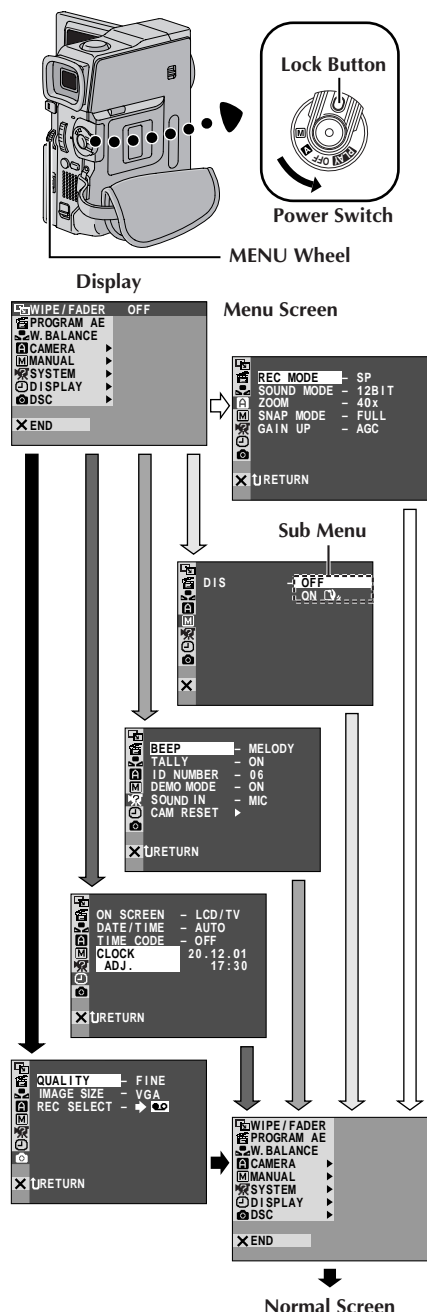 Lock Button
M
A
OFF
PLAY
Power Switch
MENU Wheel
Display
Menu Screen
WIPE/FADER OFF
PROGRAM AE
W. BALANCE
A CAMERA
M MANUAL
SYSTEM
DISPLAY
DSC
END
A
M
REC MODE – SP
SOUND MODE – 12BIT
ZOOM – 40x
SNAP MODE – FULL
GAIN UP – AGC
RETURN
Sub Menu
A
M
DIS – OFF
ON
A
M
BEEP – MELODY
TALLY – ON
ID NUMBER – 06
DEMO MODE – ON
SOUND IN – MIC
CAM RESET
RETURN
A
M
ON SCREEN – LCD/TV
DATE/TIME – AUTO
TIME CODE – OFF
CLOCK 20.12.01
ADJ. 17:30
RETURN
A
M
QUALITY – FINE
IMAGE SIZE – VGA
REC SELECT –
RETURN
WIPE/FADER
PROGRAM AE
W. BALANCE
A CAMERA
M MANUAL
SYSTEM
DISPLAY
DSC
END
Normal Screen